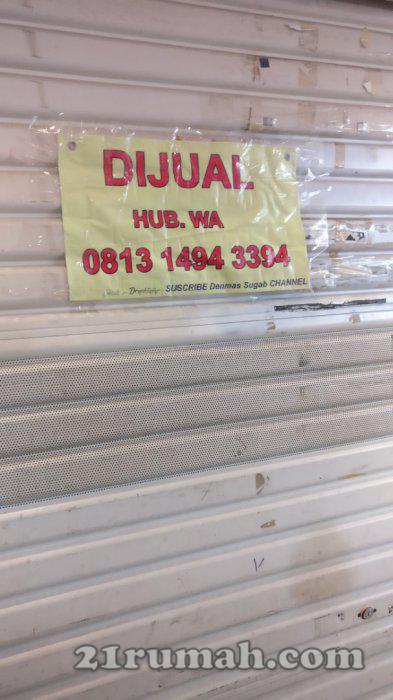 DIJUAL
HUB. WA
0813 1494 3394
SUSCRIBE Denmas Sugab CHANNEL
21rumah.com